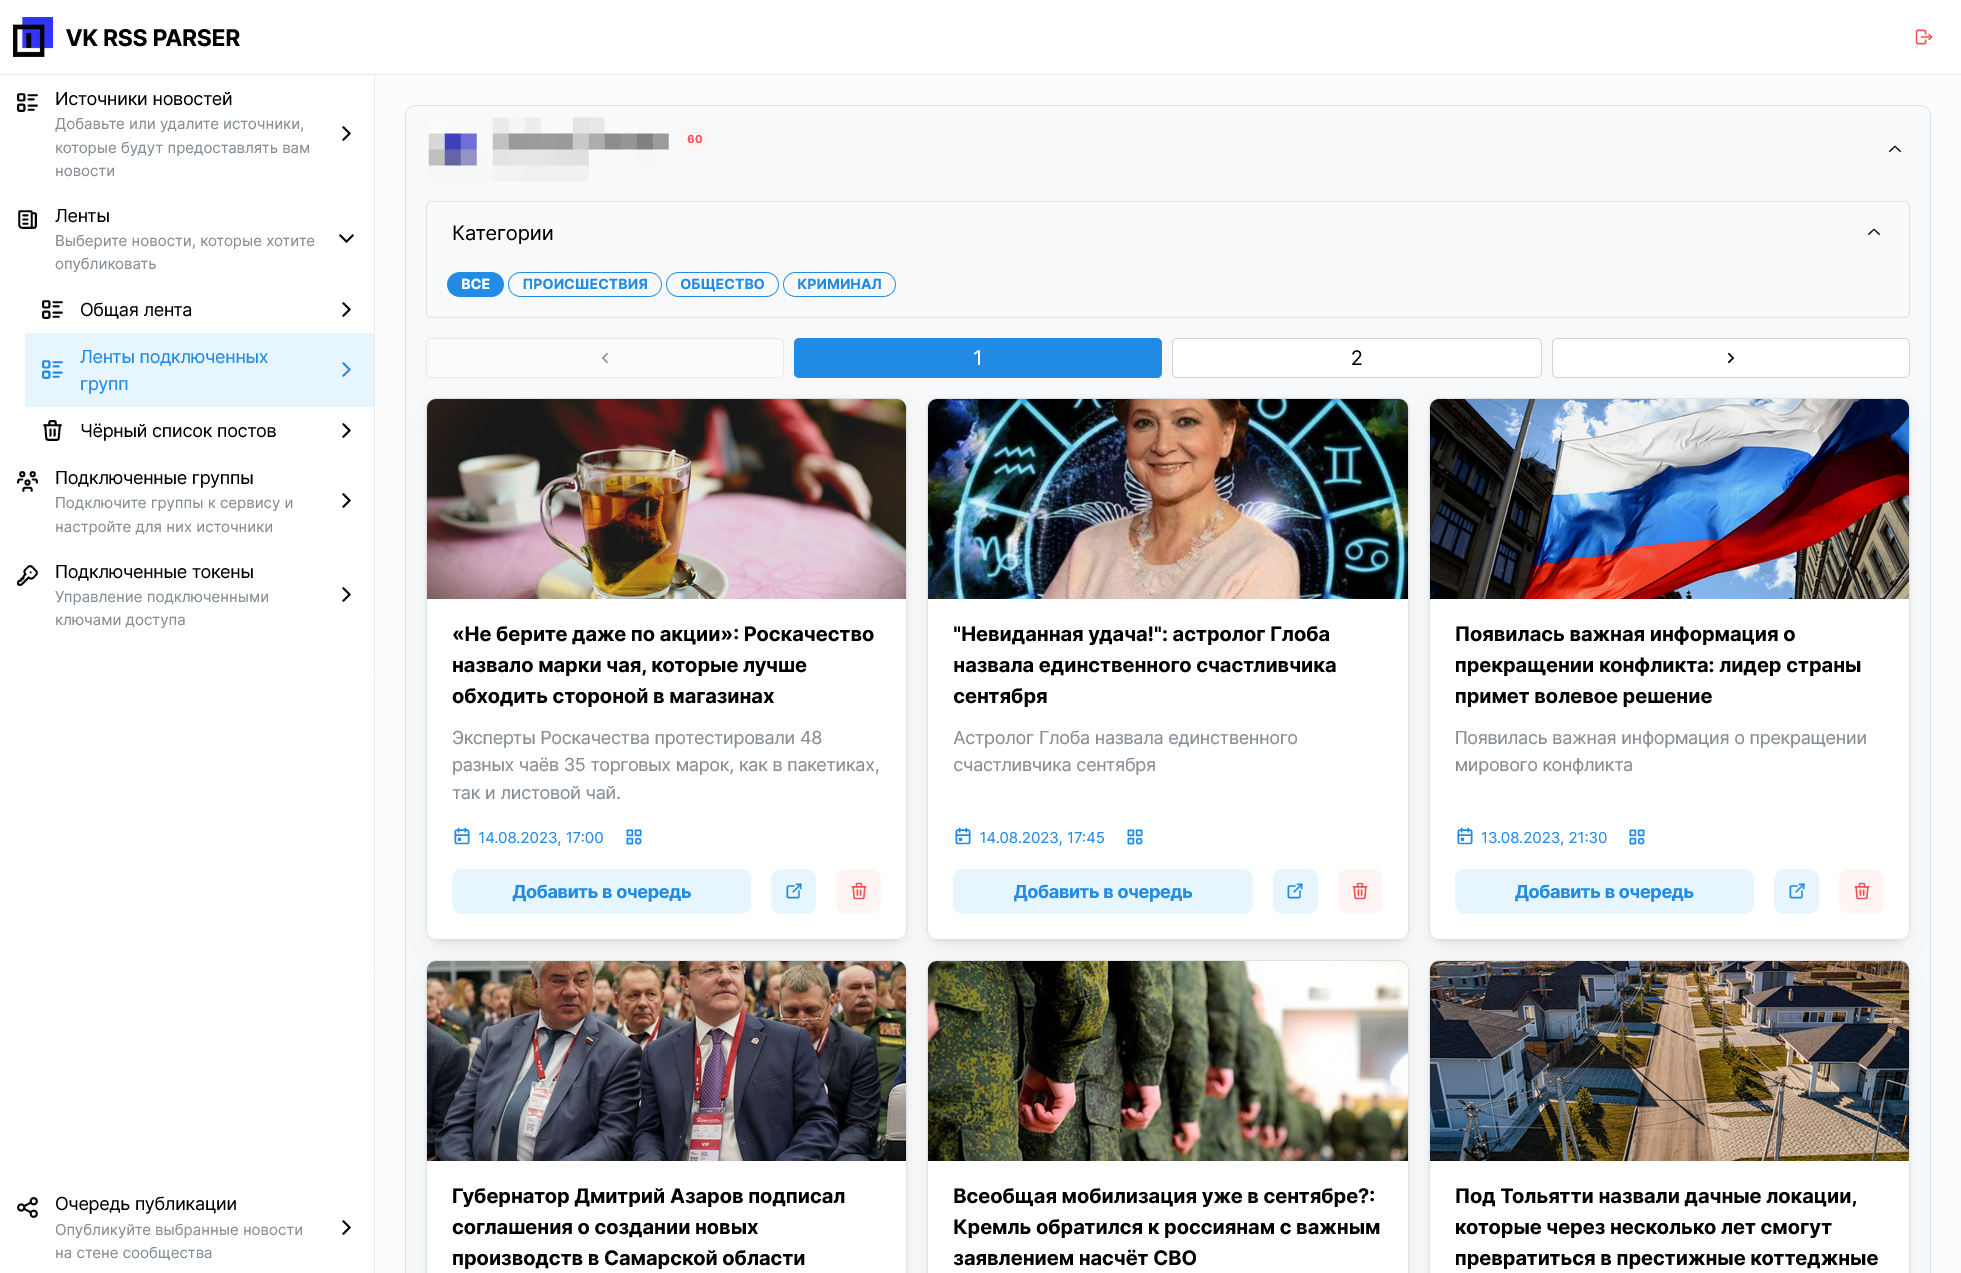 VK RSS PARSER
Источники новостей
Добавьте или удалите источники,
которые будут предоставлять вам
новости
Ленты
Выберите новости, которые хотите
опубликовать
Общая лента
Ленты подключенных
групп
Чёрный список постов
Подключенные группы
Подключите группы к сервису и
настройте для них источники
Подключенные токены
Управление подключенными
ключами доступа
Очередь публикации
Опубликуйте выбранные новости
на стене сообщества
60
Категории
ВСЕ ПРОИСШЕСТВИЯ ОБЩЕСТВО КРИМИНАЛ
1 2
«Не берите даже по акции»: Роскачество
назвало марки чая, которые лучше
обходить стороной в магазинах
Эксперты Роскачества протестировали 48
разных чаёв 35 торговых марок, как в пакетиках,
так и листовой чай.
14.08.2023, 17:00
Добавить в очередь
"Невиданная удача!": астролог Глоба
назвала единственного счастливчика
сентября
Астролог Глоба назвала единственного
счастливчика сентября
14.08.2023, 17:45
Добавить в очередь
Появилась важная информация о
прекращении конфликта: лидер страны
примет волевое решение
Появилась важная информация о прекращении
мирового конфликта
13.08.2023, 21:30
Добавить в очередь
Губернатор Дмитрий Азаров подписал
соглашения о создании новых
производств в Самарской области
Всеобщая мобилизация уже в сентябре?:
Кремль обратился к россиянам с важным
заявлением насчёт СВО
Под Тольятти назвали дачные локации,
которые через несколько лет смогут
превратиться в престижные коттеджные